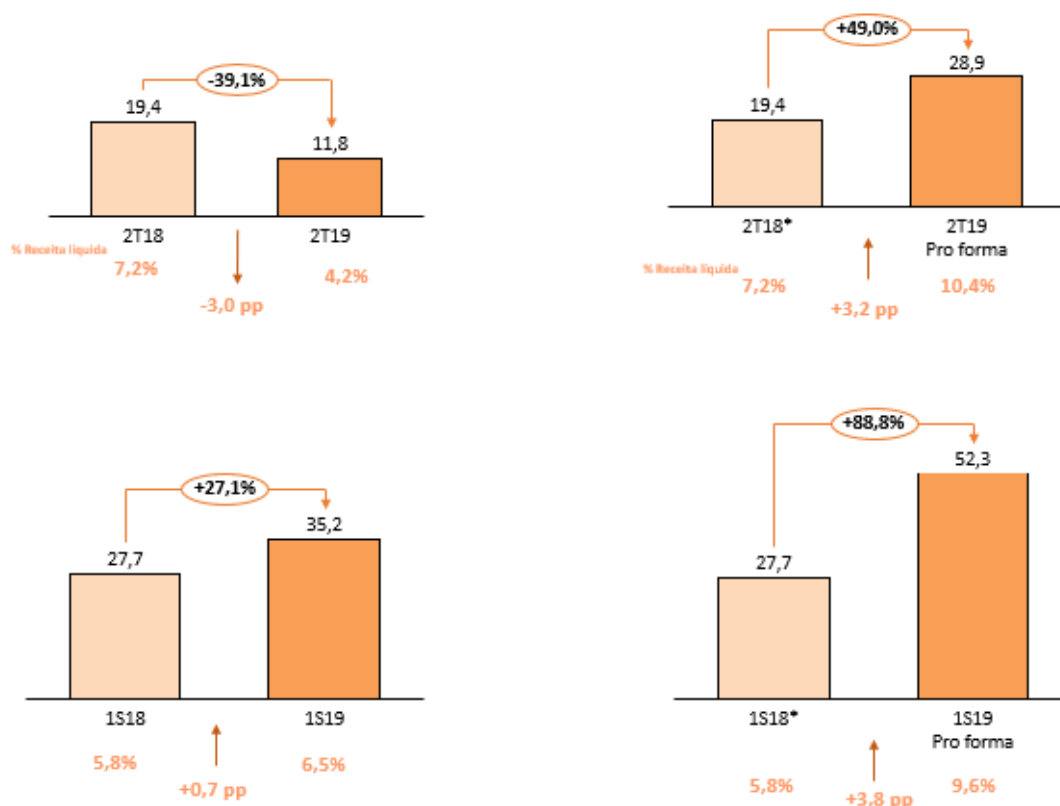 -39,1%
19,4
11,8
2T18
2T19
% Receita líquida
7,2%
4,2%
-3,0 pp
+49,0%
28,9
19,4
2T18*
2T19
Pro forma
% Receita líquida
7,2%
10,4%
+3,2 pp
+27,1%
35,2
27,7
1S18
1S19
5,8%
6,5%
+0,7 pp
+88,8%
52,3
27,7
1S18*
1S19
Pro forma
5,8%
9,6%
+3,8 pp